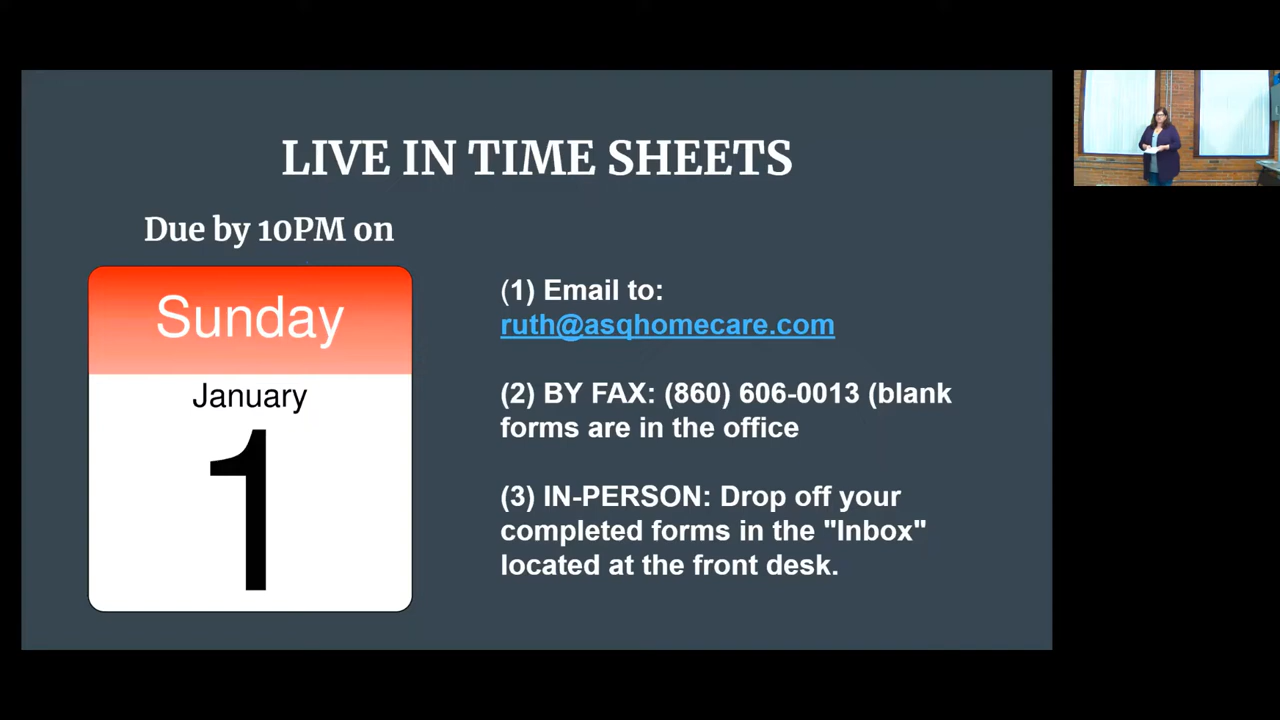 LIVE IN TIME SHEETS
Due by 10PM on
Sunday
January
1
(1) Email to:
ruth@asqhomecare.com
(2) BY FAX: (860) 606-0013 (blank
forms are in the office
(3) IN-PERSON: Drop off your
completed forms in the "Inbox"
located at the front desk.